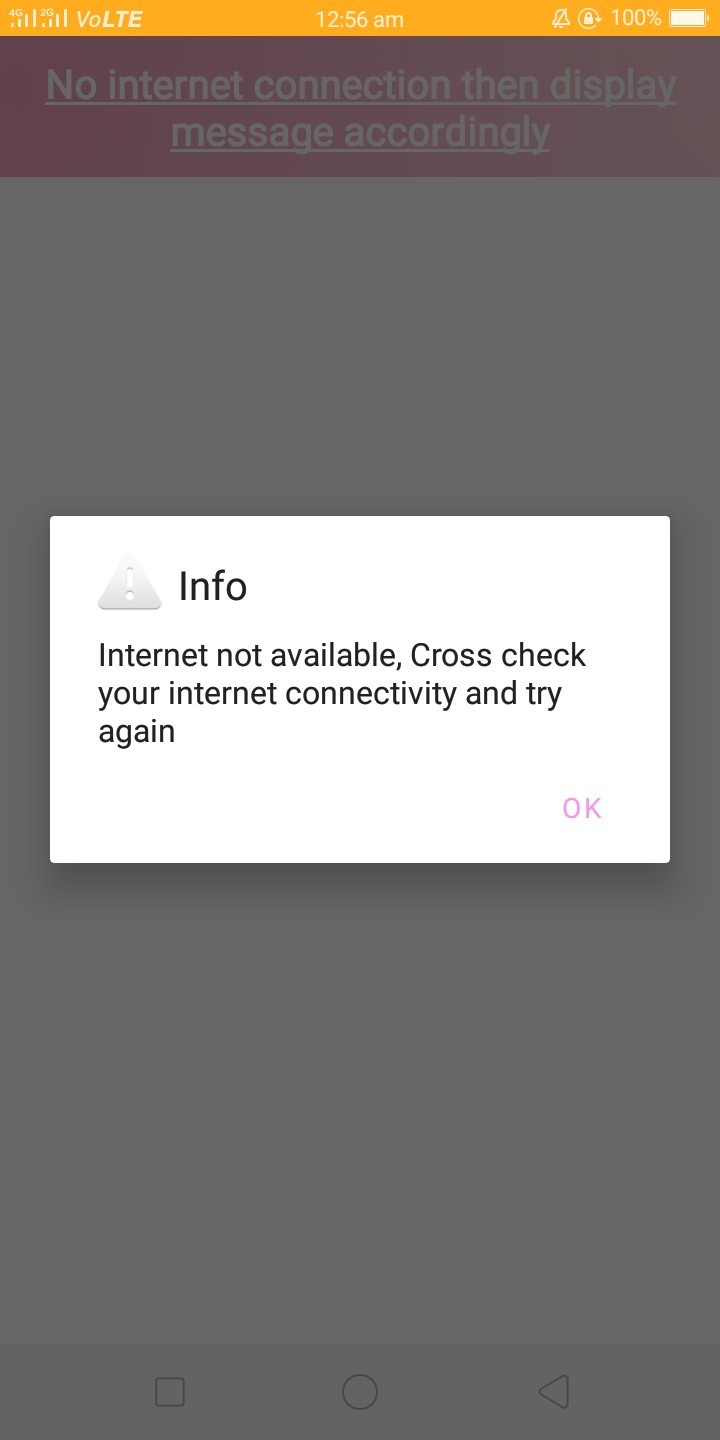 4G 2G VoLTE 12:56 am 100%
No internet connection then display
message accordingly
Info
Internet not available, Cross check
your internet connectivity and try
again
OK